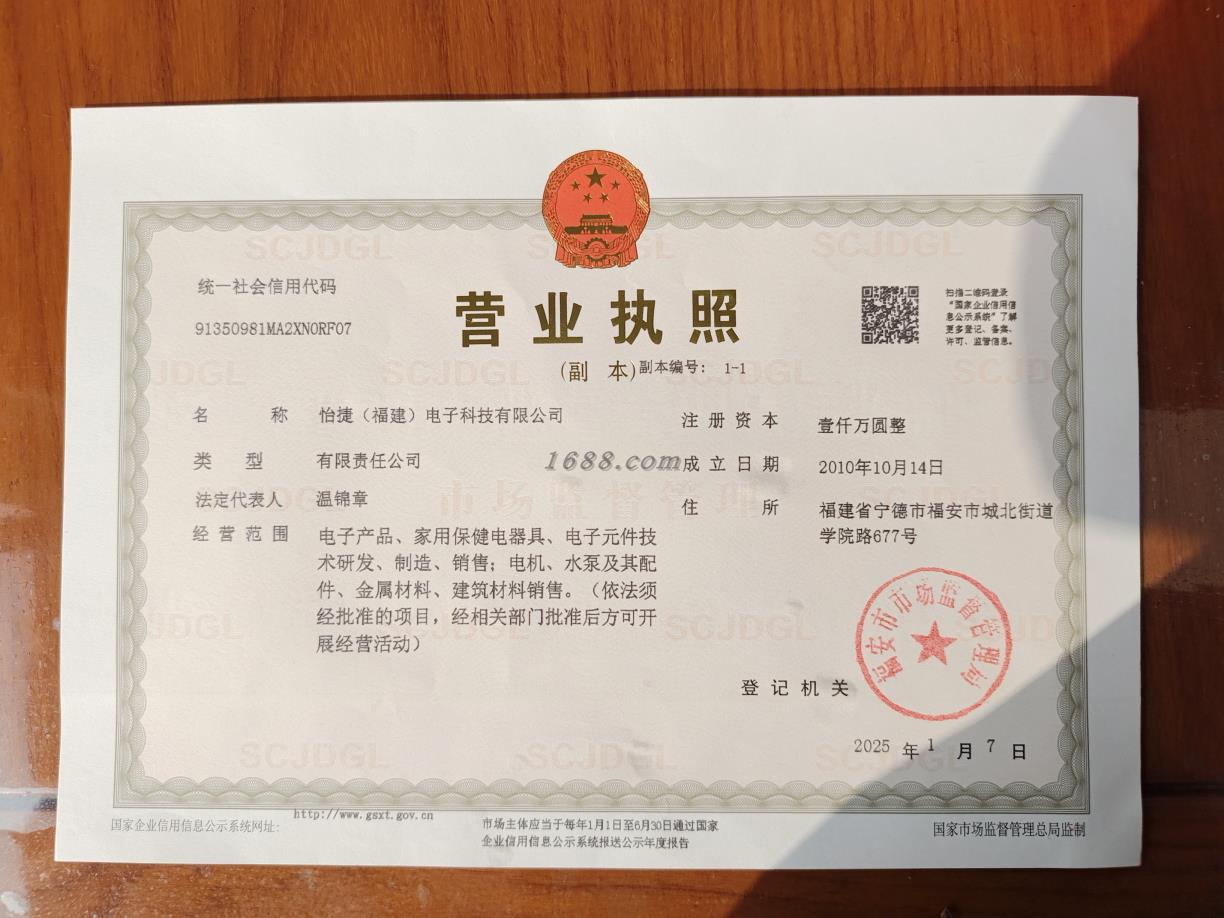 统一社会信用代码
91350981MA2XN0RF07
营业执照
(副 本)副本编号: 1-1
扫描二维码登录
“国家企业信用信
息公示系统”了解
更多登记、备案、
许可、监管信息。
名 称 怡捷（福建）电子科技有限公司
类 型 有限责任公司
法定代表人 温锦章
经营范围 电子产品、家用保健电器具、电子元件技
术研发、制造、销售；电机、水泵及其配
件、金属材料、建筑材料销售。（依法须
经批准的项目，经相关部门批准后方可开
展经营活动）
注册资本 壹仟万圆整
成立日期 2010年10月14日
住 所 福建省宁德市福安市城北街道
学院路677号
1688.com
SCJDGL
市场监督管理
福安市市场监督管理局
登记机关
2025 年 1 月 7 日
国家企业信用信息公示系统网址: http://www.gsxt.gov.cn
市场主体应当于每年1月1日至6月30日通过国家
企业信用信息公示系统报送公示年度报告
国家市场监督管理总局监制